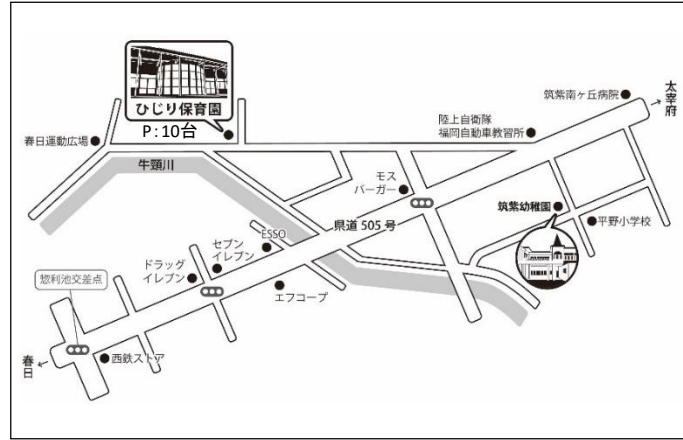 ひじり保育園
P:10台
春日運動広場
牛頸川
筑紫南ヶ丘病院
太宰府
陸上自衛隊
福岡自動車教習所
モス
バーガー
筑紫幼稚園
平野小学校
県道 505 号
ESSO
セブン
イレブン
ドラッグ
イレブン
エフコープ
惣利池交差点
西鉄ストア
春日